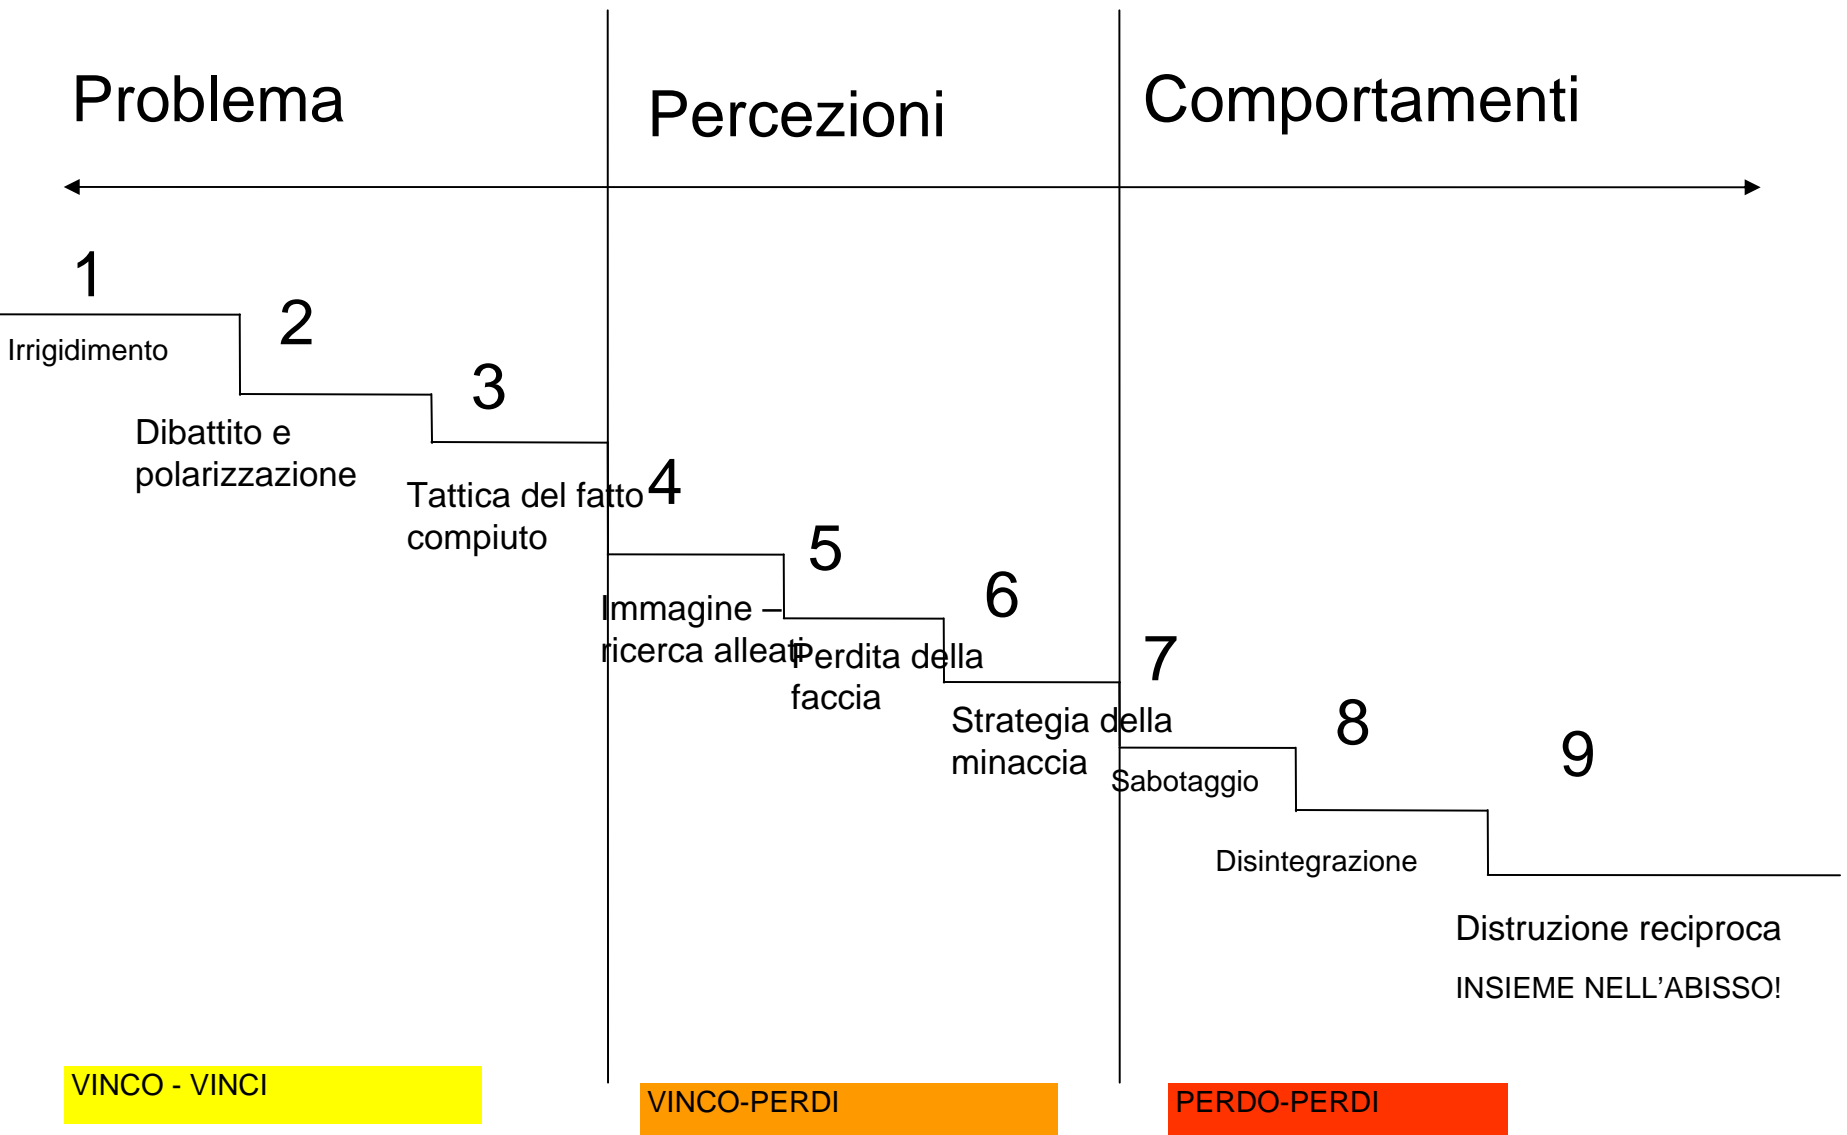 Problema
Percezioni
Comportamenti
1
Irrigidimento
2
Dibattito e
polarizzazione
3
Tattica del fatto
compiuto
4
Immagine –
ricerca alleati
5
Perdita della
faccia
6
Strategia della
minaccia
7
Sabotaggio
8
Disintegrazione
9
Distruzione reciproca
INSIEME NELL’ABISSO!
VINCO - VINCI
VINCO-PERDI
PERDO-PERDI